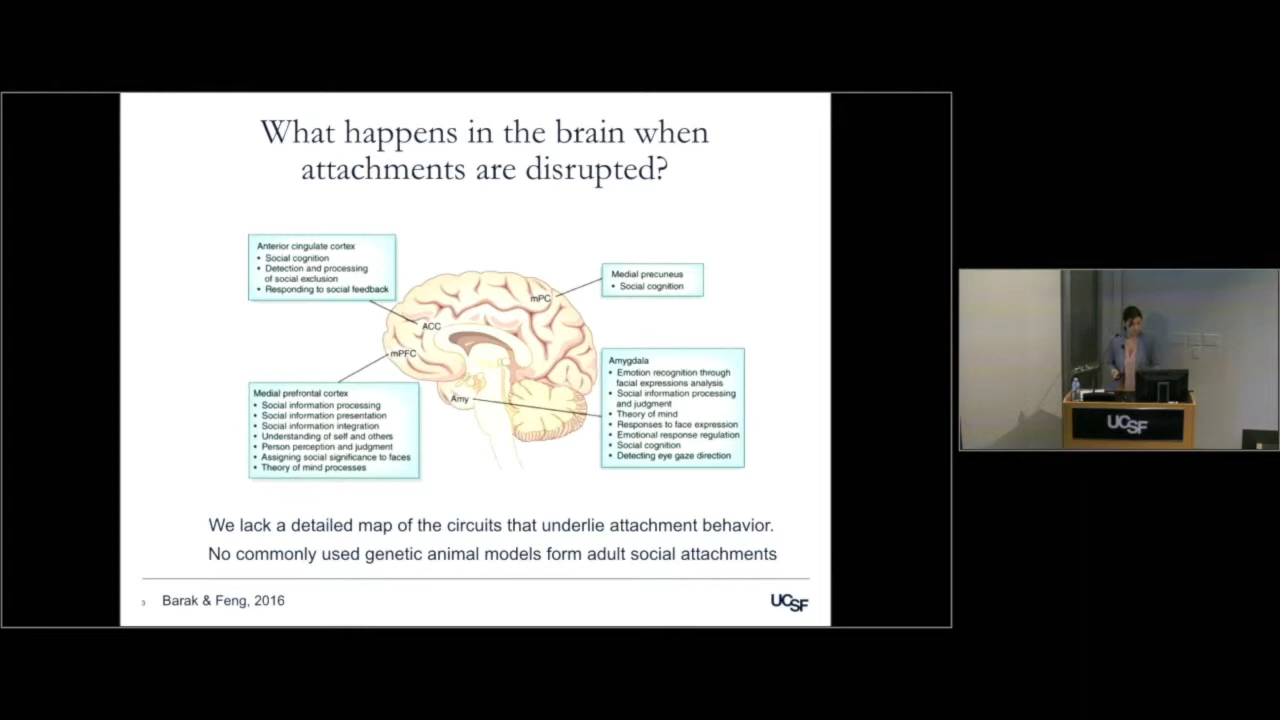 What happens in the brain when
attachments are disrupted?
Anterior cingulate cortex
• Social cognition
• Detection and processing
of social exclusion
• Responding to social feedback
Medial precuneus
• Social cognition
mPC
ACC
mPFC
Amy
Medial prefrontal cortex
• Social information processing
• Social information presentation
• Social information integration
• Understanding of self and others
• Person perception and judgment
• Assigning social significance to faces
• Theory of mind processes
Amygdala
• Emotion recognition through
facial expressions analysis
• Social information processing
and judgment
• Theory of mind
• Responses to face expression
• Emotional response regulation
• Social cognition
• Detecting eye gaze direction
We lack a detailed map of the circuits that underlie attachment behavior.
No commonly used genetic animal models form adult social attachments
3
Barak & Feng, 2016
UCSF
UCSF